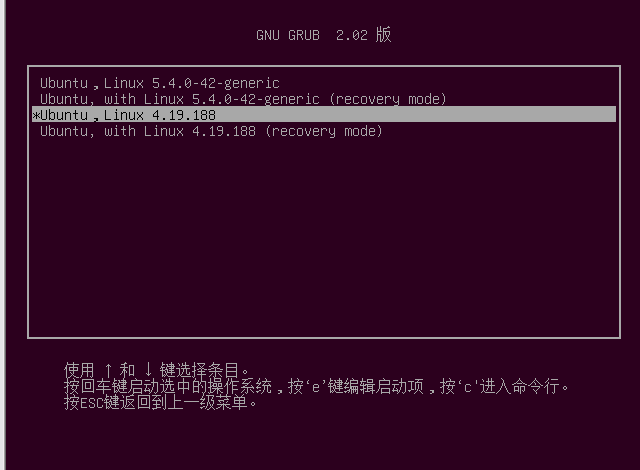 GNU GRUB  2.02 版
Ubuntu，Linux 5.4.0-42-generic
Ubuntu, with Linux 5.4.0-42-generic (recovery mode)
*Ubuntu，Linux 4.19.188
Ubuntu, with Linux 4.19.188 (recovery mode)
使用 ↑ 和 ↓ 键选择条目。
按回车键启动选中的操作系统，按‘e’键编辑启动项，按‘c'进入命令行。
按ESC键返回到上一级菜单。